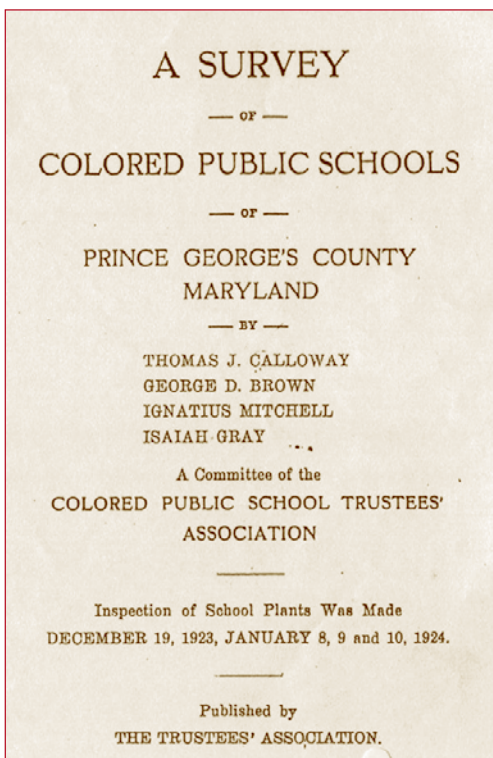 A SURVEY
OF
COLORED PUBLIC SCHOOLS
OF
PRINCE GEORGE'S COUNTY
MARYLAND
BY
THOMAS J. CALLOWAY
GEORGE D. BROWN
IGNATIUS MITCHELL
ISAIAH GRAY
A Committee of the
COLORED PUBLIC SCHOOL TRUSTEES'
ASSOCIATION
Inspection of School Plants Was Made
DECEMBER 19, 1923, JANUARY 8, 9 and 10, 1924.
Published by
THE TRUSTEES' ASSOCIATION.